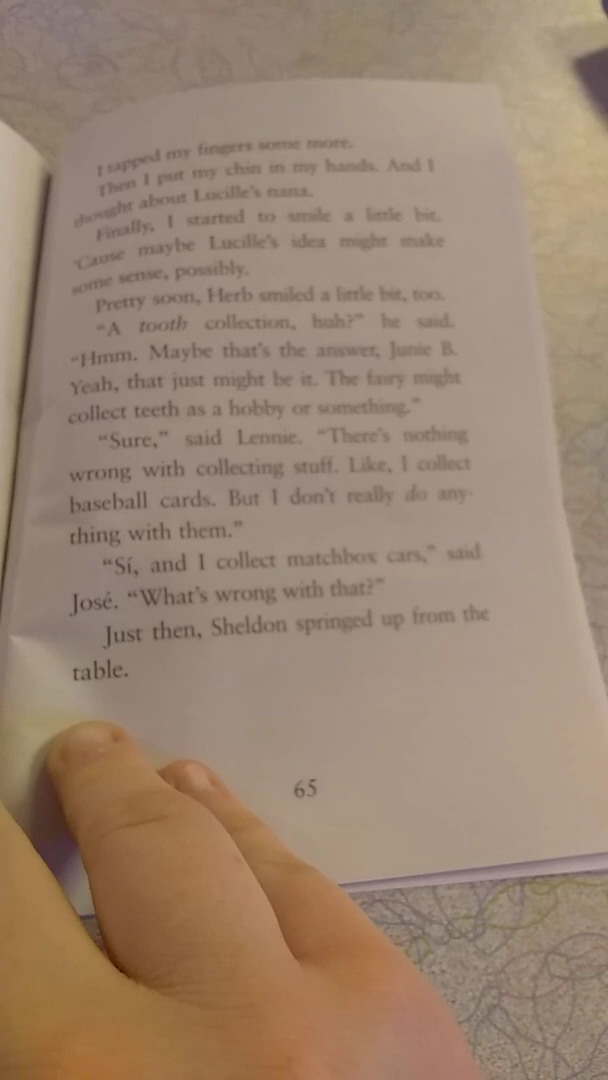 I tapped my fingers some more.
Then I put my chin in my hands. And I
thought about Lucille's nana.
Finally, I started to smile a little bit.
'Cause maybe Lucille's idea might make
some sense, possibly.
Pretty soon, Herb smiled a little bit, too.
"A tooth collection, huh?" he said.
"Hmm. Maybe that's the answer, Junie B.
Yeah, that just might be it. The fairy might
collect teeth as a hobby or something."
"Sure," said Lennie. "There's nothing
wrong with collecting stuff. Like, I collect
baseball cards. But I don't really do any-
thing with them."
"Sí, and I collect matchbox cars," said
José. "What's wrong with that?"
Just then, Sheldon springed up from the
table.
65